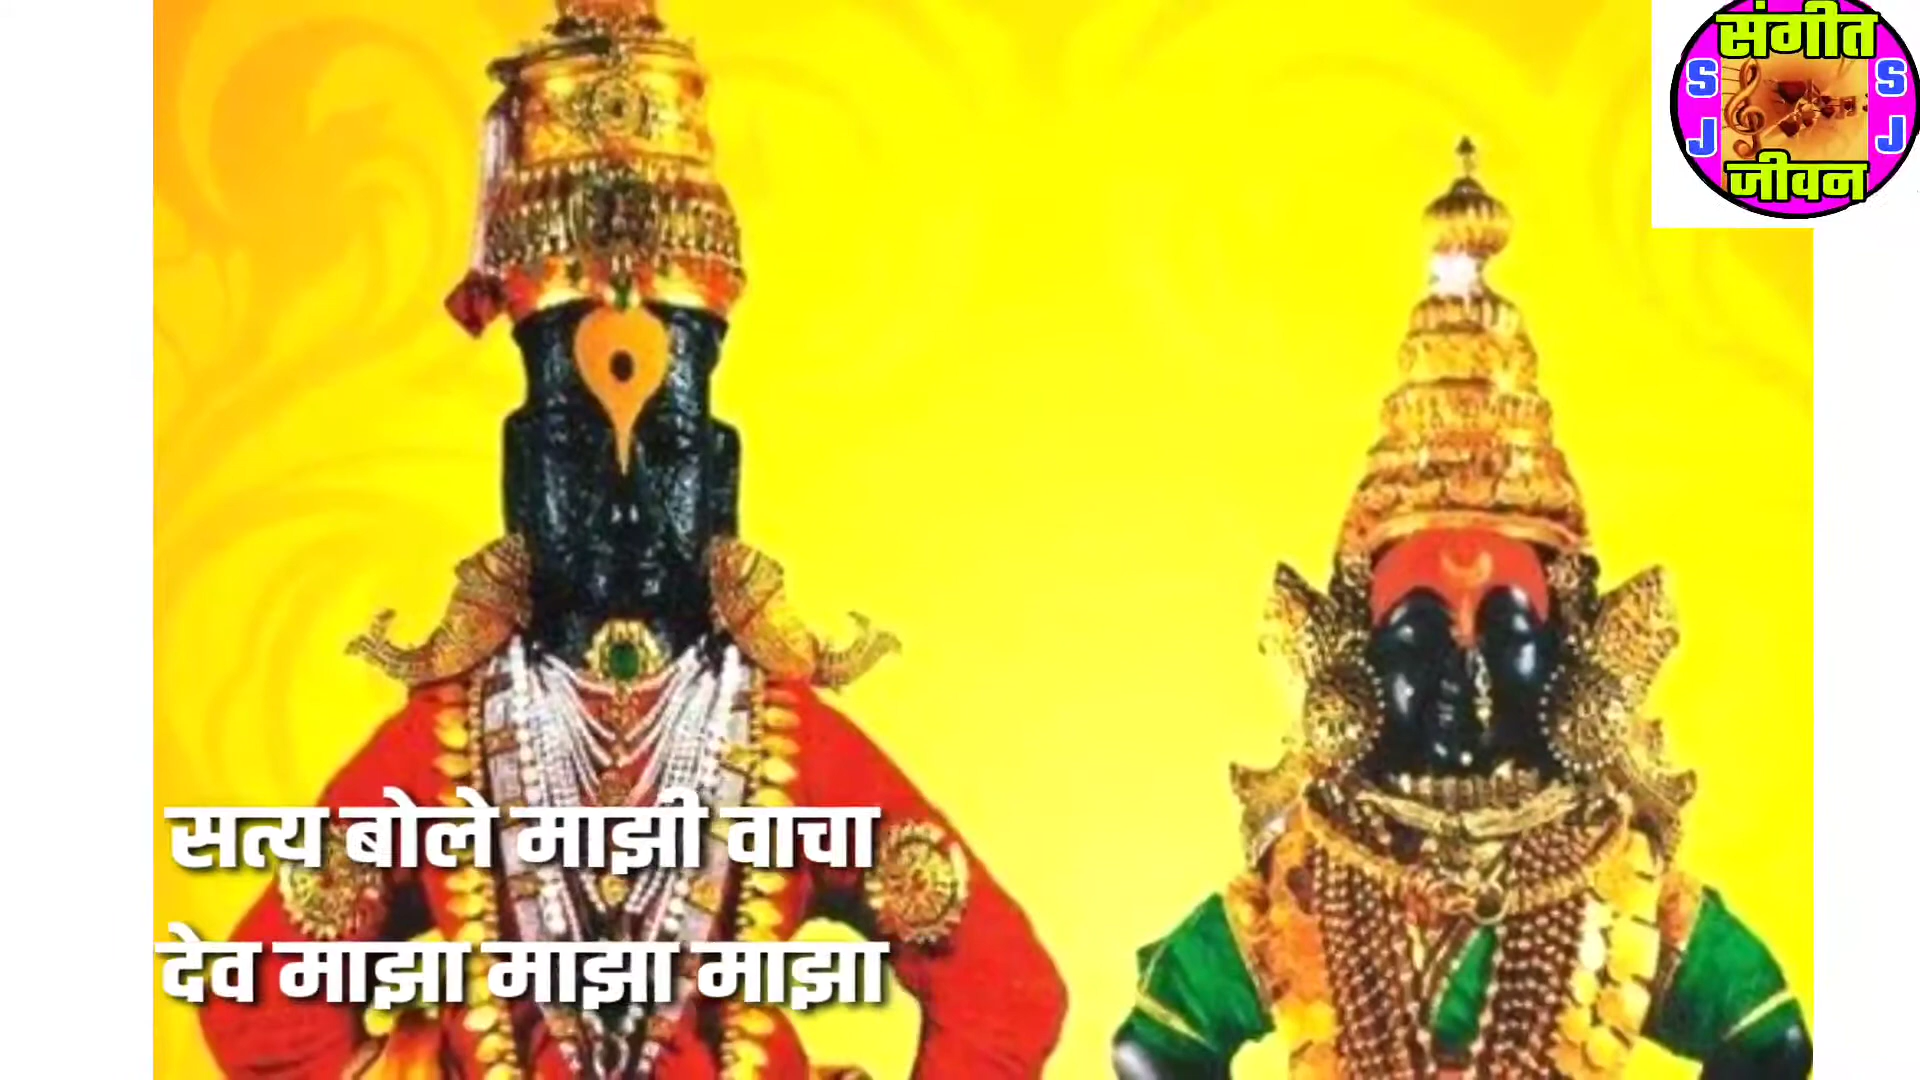 संगीत
S S
J J
जीवन
सत्य बोले माझी वाचा
देव माझा माझा माझा